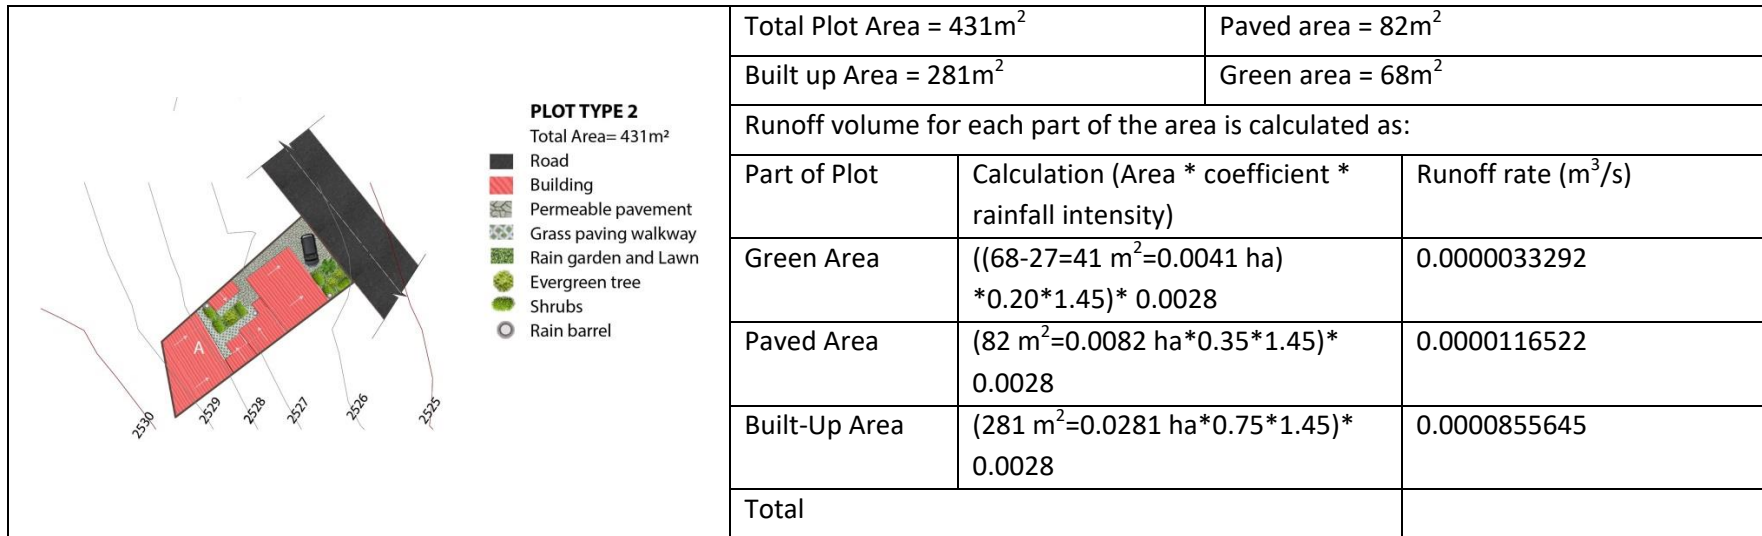 PLOT TYPE 2
Total Area= 431m²
Road
Building
Permeable pavement
Grass paving walkway
Rain garden and Lawn
Evergreen tree
Shrubs
Rain barrel
A
2530
2529
2528
2527
2526
2525
Total Plot Area = 431m²
Paved area = 82m²
Built up Area = 281m²
Green area = 68m²
Runoff volume for each part of the area is calculated as:
Part of Plot
Calculation (Area * coefficient *
rainfall intensity)
Runoff rate (m³/s)
Green Area
((68-27=41 m²=0.0041 ha)
*0.20*1.45)* 0.0028
0.0000033292
Paved Area
(82 m²=0.0082 ha*0.35*1.45)*
0.0028
0.0000116522
Built-Up Area
(281 m²=0.0281 ha*0.75*1.45)*
0.0028
0.0000855645
Total